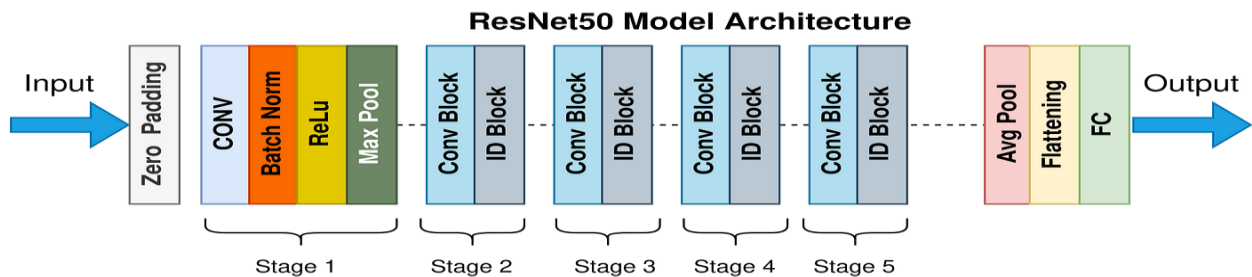 ResNet50 Model Architecture
Input
Zero Padding
CONV
Batch Norm
ReLu
Max Pool
Conv Block
ID Block
Conv Block
ID Block
Conv Block
ID Block
Conv Block
ID Block
Avg Pool
Flattening
FC
Output
Stage 1
Stage 2
Stage 3
Stage 4
Stage 5